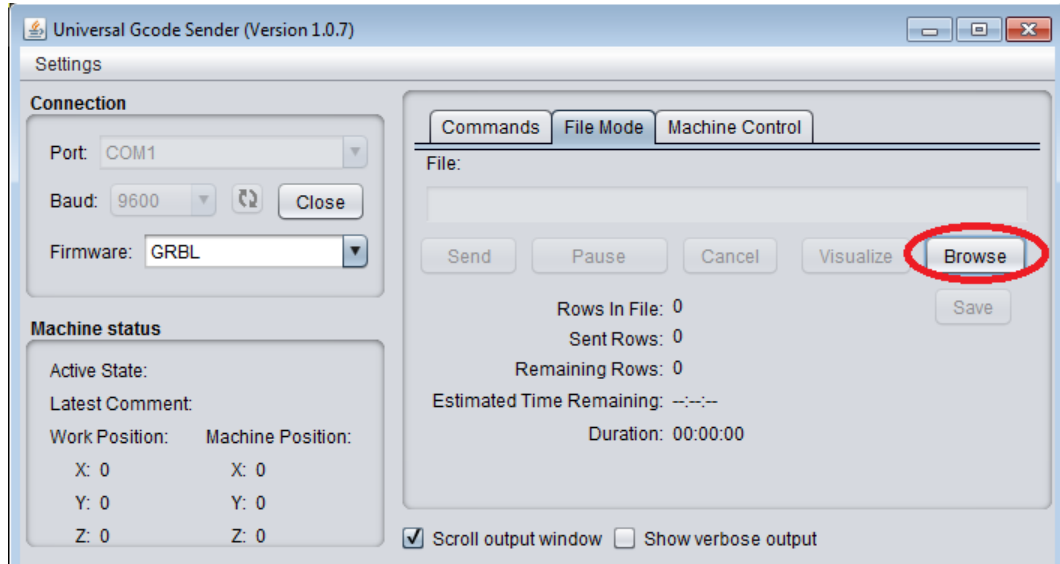 Universal Gcode Sender (Version 1.0.7)
Settings
Connection
Port: COM1
Baud: 9600 Close
Firmware: GRBL
Machine status
Active State:
Latest Comment:
Work Position: Machine Position:
X: 0 X: 0
Y: 0 Y: 0
Z: 0 Z: 0
Commands File Mode Machine Control
File:
Send Pause Cancel Visualize Browse
Save
Rows In File: 0
Sent Rows: 0
Remaining Rows: 0
Estimated Time Remaining: --:--:--
Duration: 00:00:00
Scroll output window Show verbose output